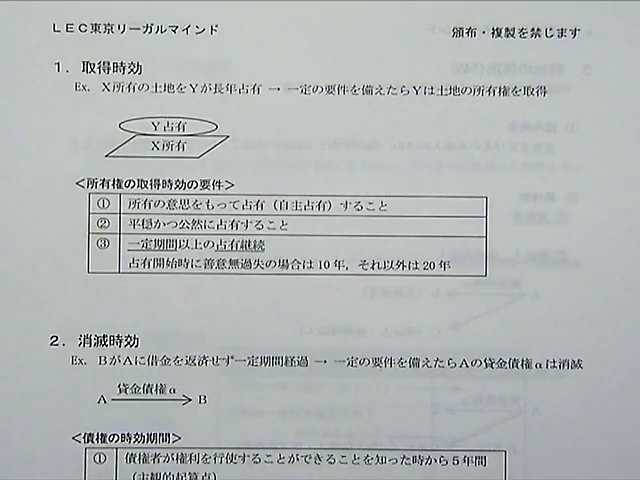 LEC東京リーガルマインド 頒布・複製を禁じます
1．取得時効
Ex. X所有の土地をYが長年占有 → 一定の要件を備えたらYは土地の所有権を取得
Y占有
X所有
＜所有権の取得時効の要件＞
① 所有の意思をもって占有（自主占有）すること
② 平穏かつ公然に占有すること
③ 一定期間以上の占有継続
占有開始時に善意無過失の場合は10年，それ以外は20年
2．消滅時効
Ex. BがAに借金を返済せず一定期間経過 → 一定の要件を備えたらAの貸金債権αは消滅
貸金債権α
A B
＜債権の時効期間＞
① 債権者が権利を行使することができることを知った時から5年間
（主観的起算点）